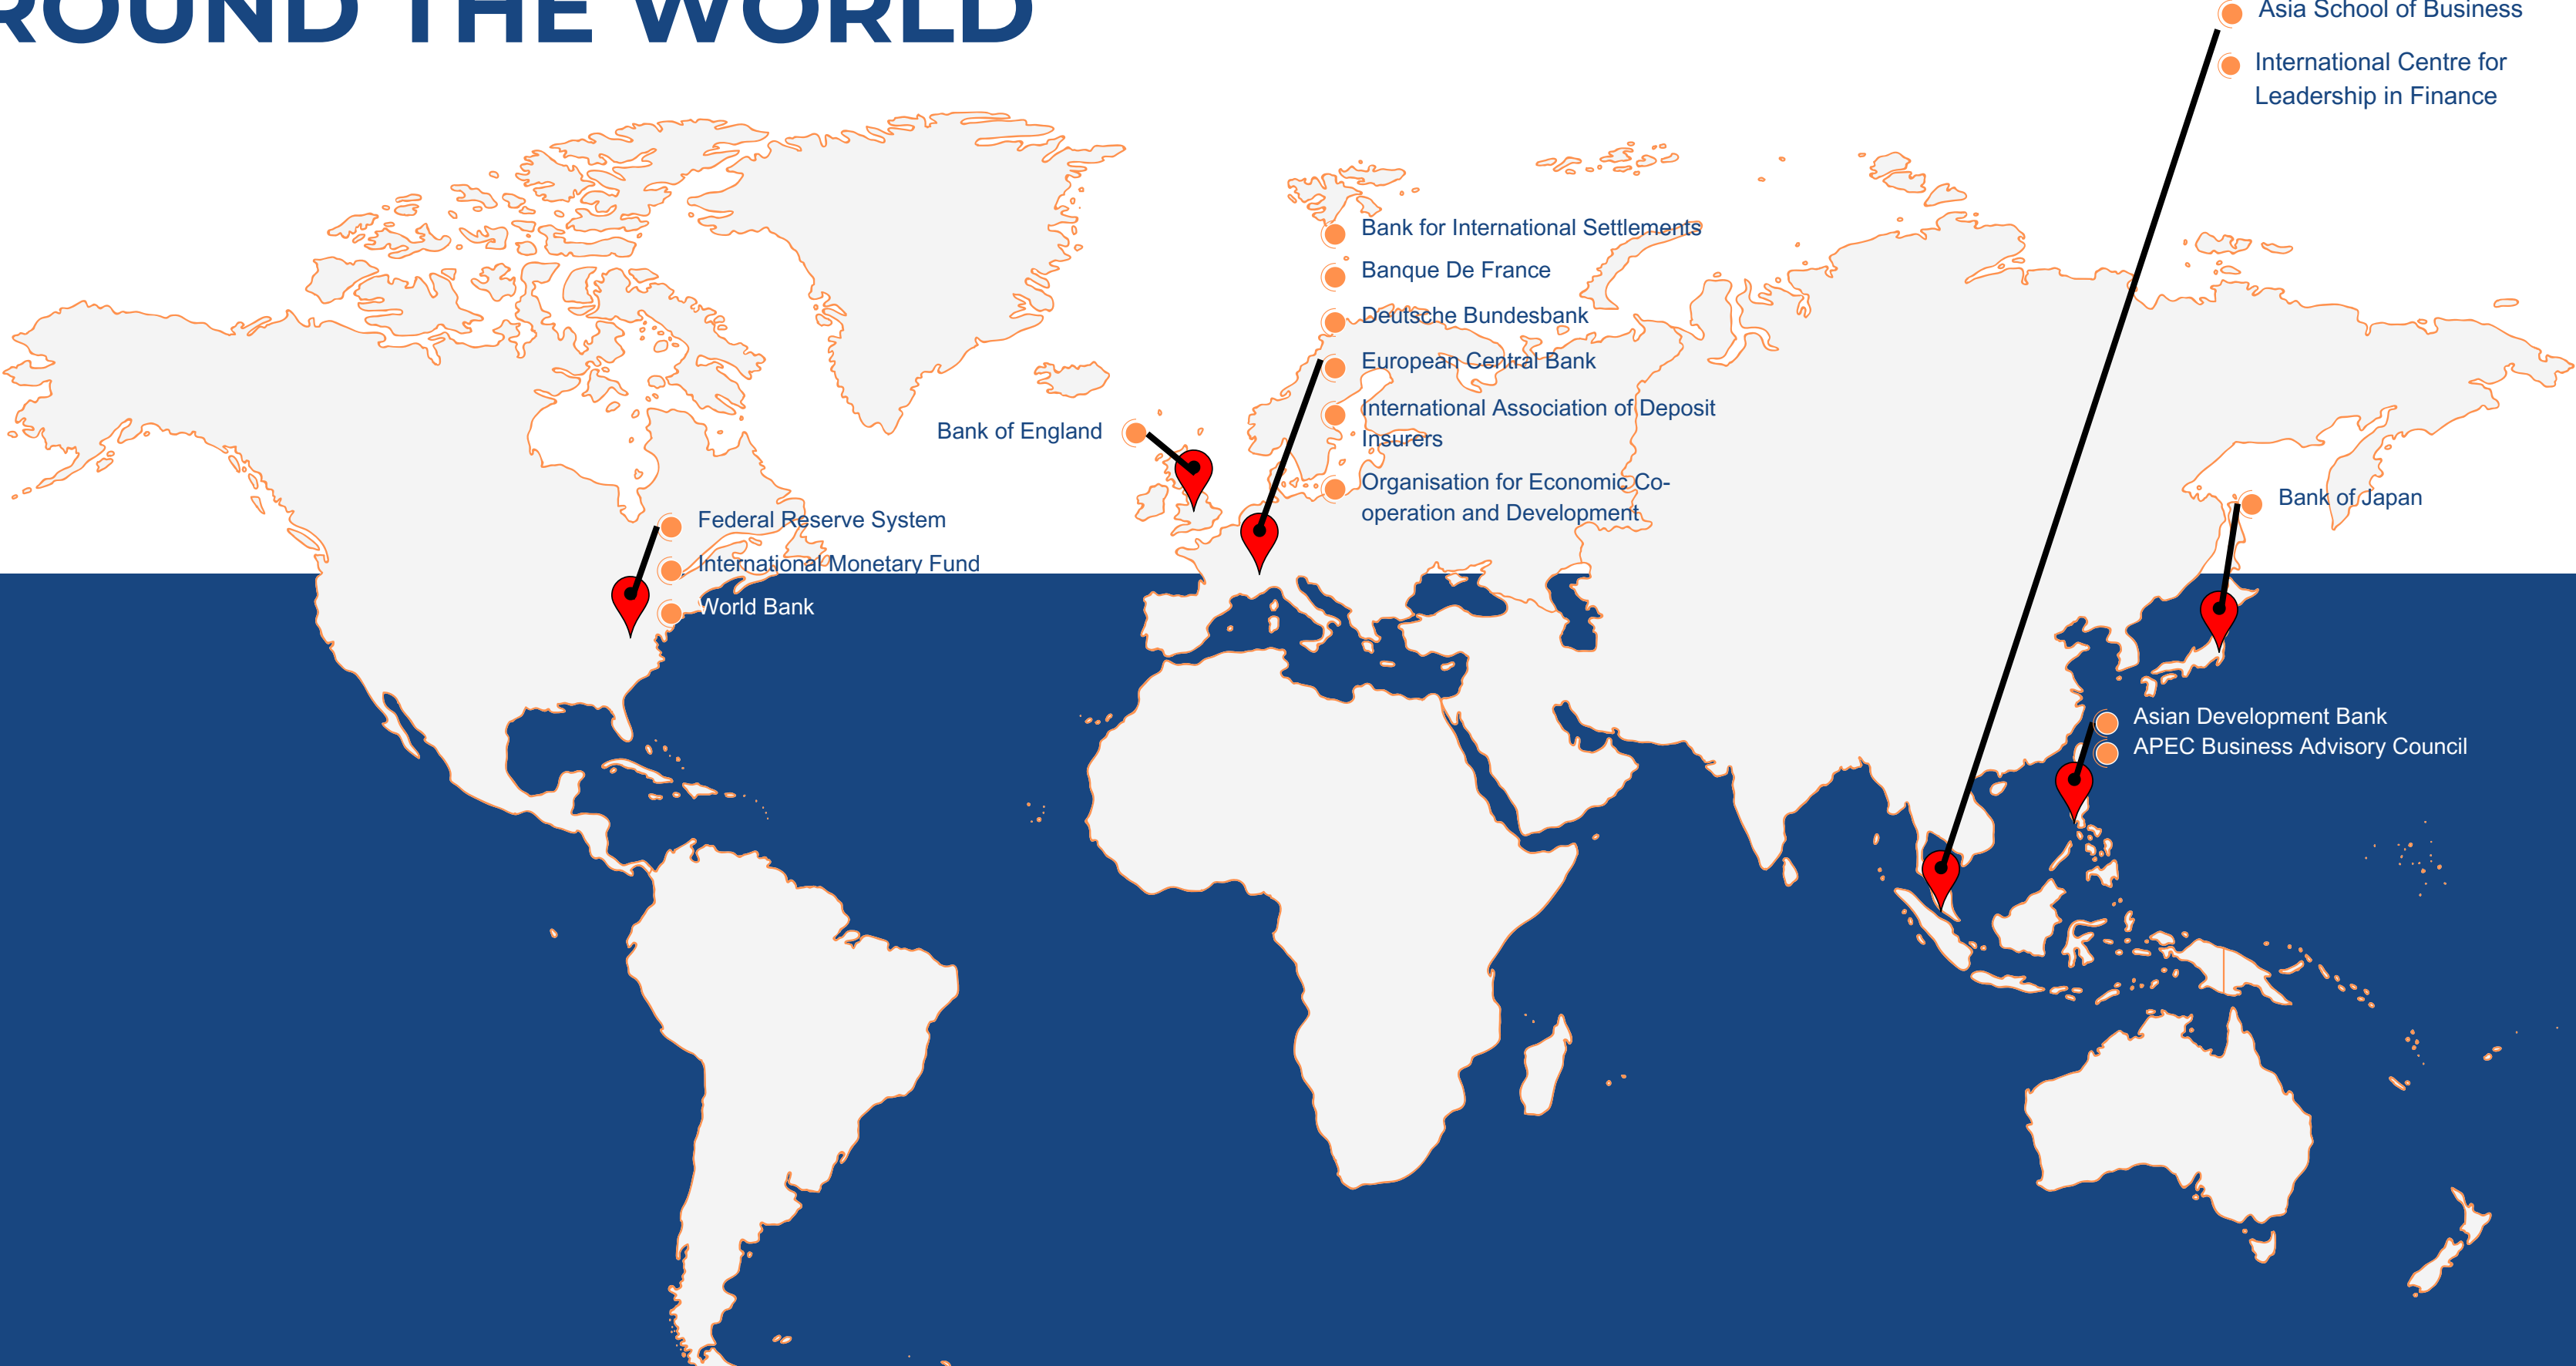 ROUND THE WORLD
Asia School of Business
International Centre for
Leadership in Finance
Bank for International Settlements
Banque De France
Deutsche Bundesbank
European Central Bank
International Association of Deposit
Insurers
Organisation for Economic Co-
operation and Development
Bank of England
Federal Reserve System
International Monetary Fund
World Bank
Bank of Japan
Asian Development Bank
APEC Business Advisory Council